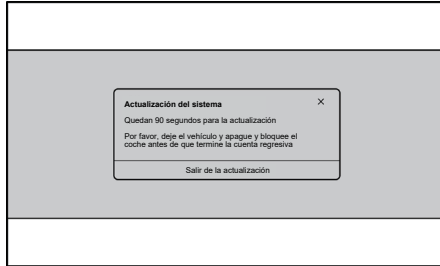 Actualización del sistema
Quedan 90 segundos para la actualización
Por favor, deje el vehículo y apague y bloquee el
coche antes de que termine la cuenta regresiva
Salir de la actualización